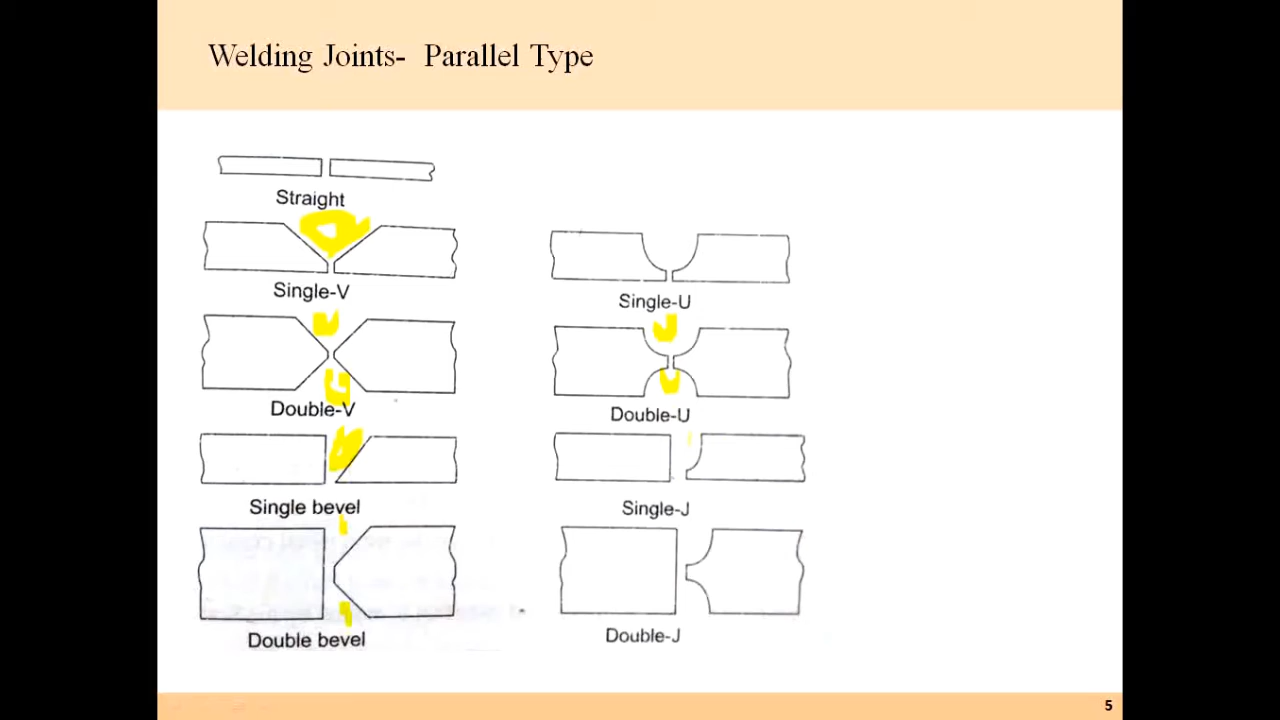 Welding Joints- Parallel Type
Straight
Single-V
Double-V
Single bevel
Double bevel
Single-U
Double-U
Single-J
Double-J
5